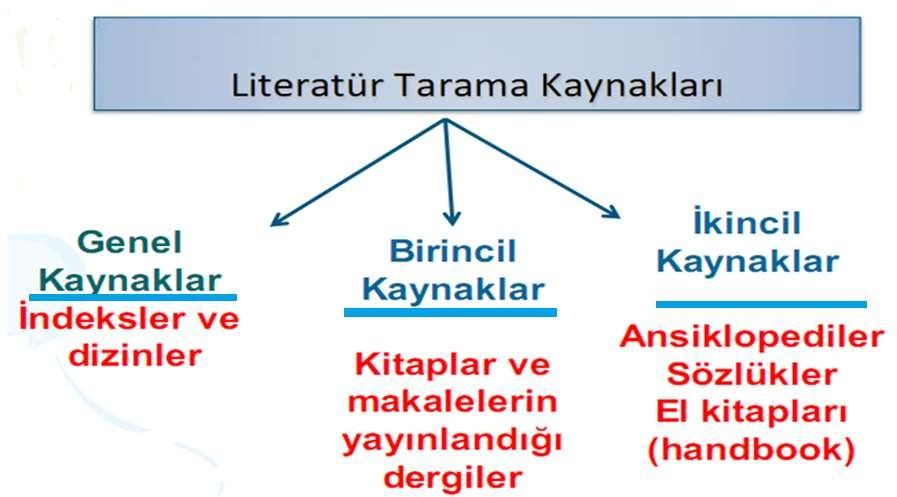 Literatür Tarama Kaynakları
Genel
Kaynaklar
İndeksler ve
dizinler
Birincil
Kaynaklar
Kitaplar ve
makalelerin
yayınlandığı
dergiler
İkincil
Kaynaklar
Ansiklopediler
Sözlükler
El kitapları
(handbook)